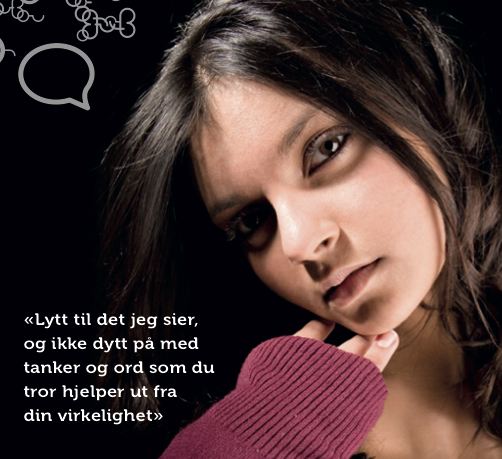 «Lytt til det jeg sier,
og ikke dytt på med
tanker og ord som du
tror hjelper ut fra
din virkelighet»